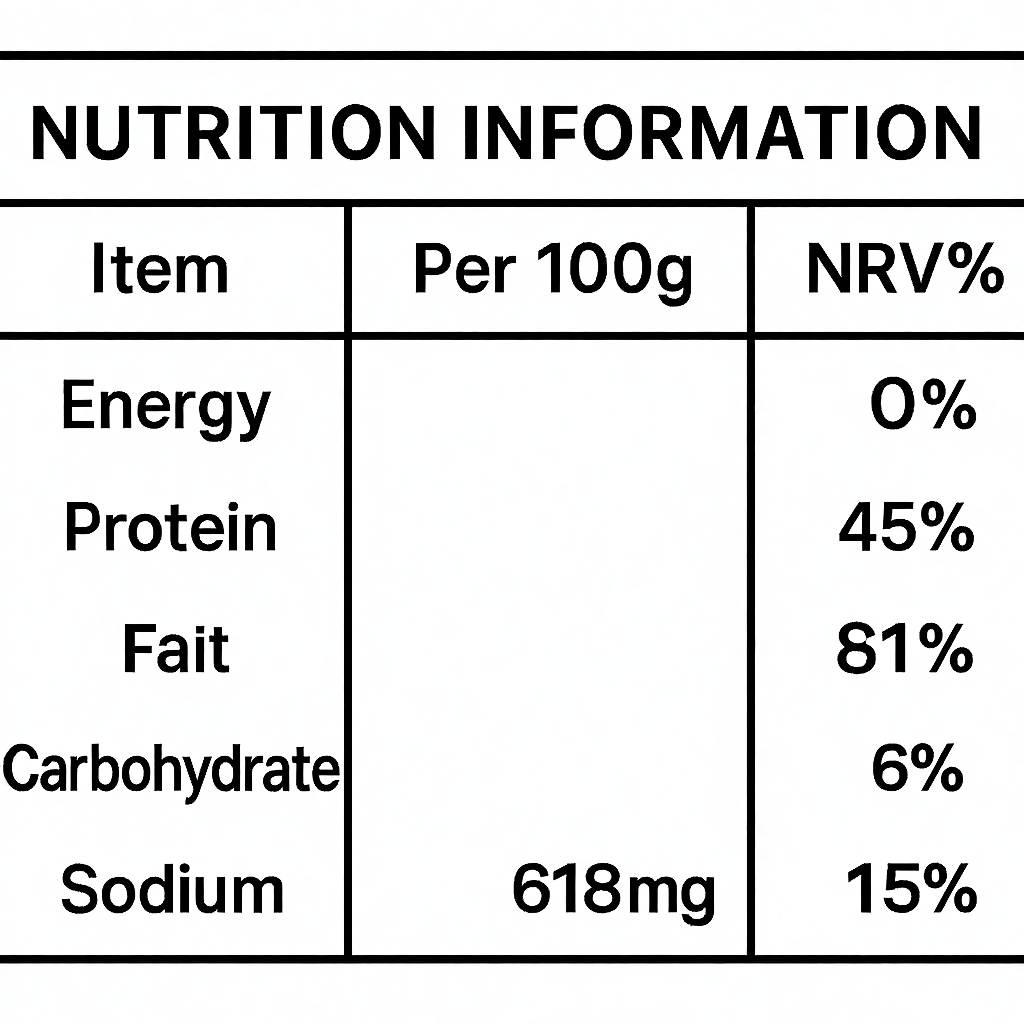 NUTRITION INFORMATION
Item Per 100g NRV%
Energy 0%
Protein 45%
Fait 81%
Carbohydrate 6%
Sodium 618mg 15%